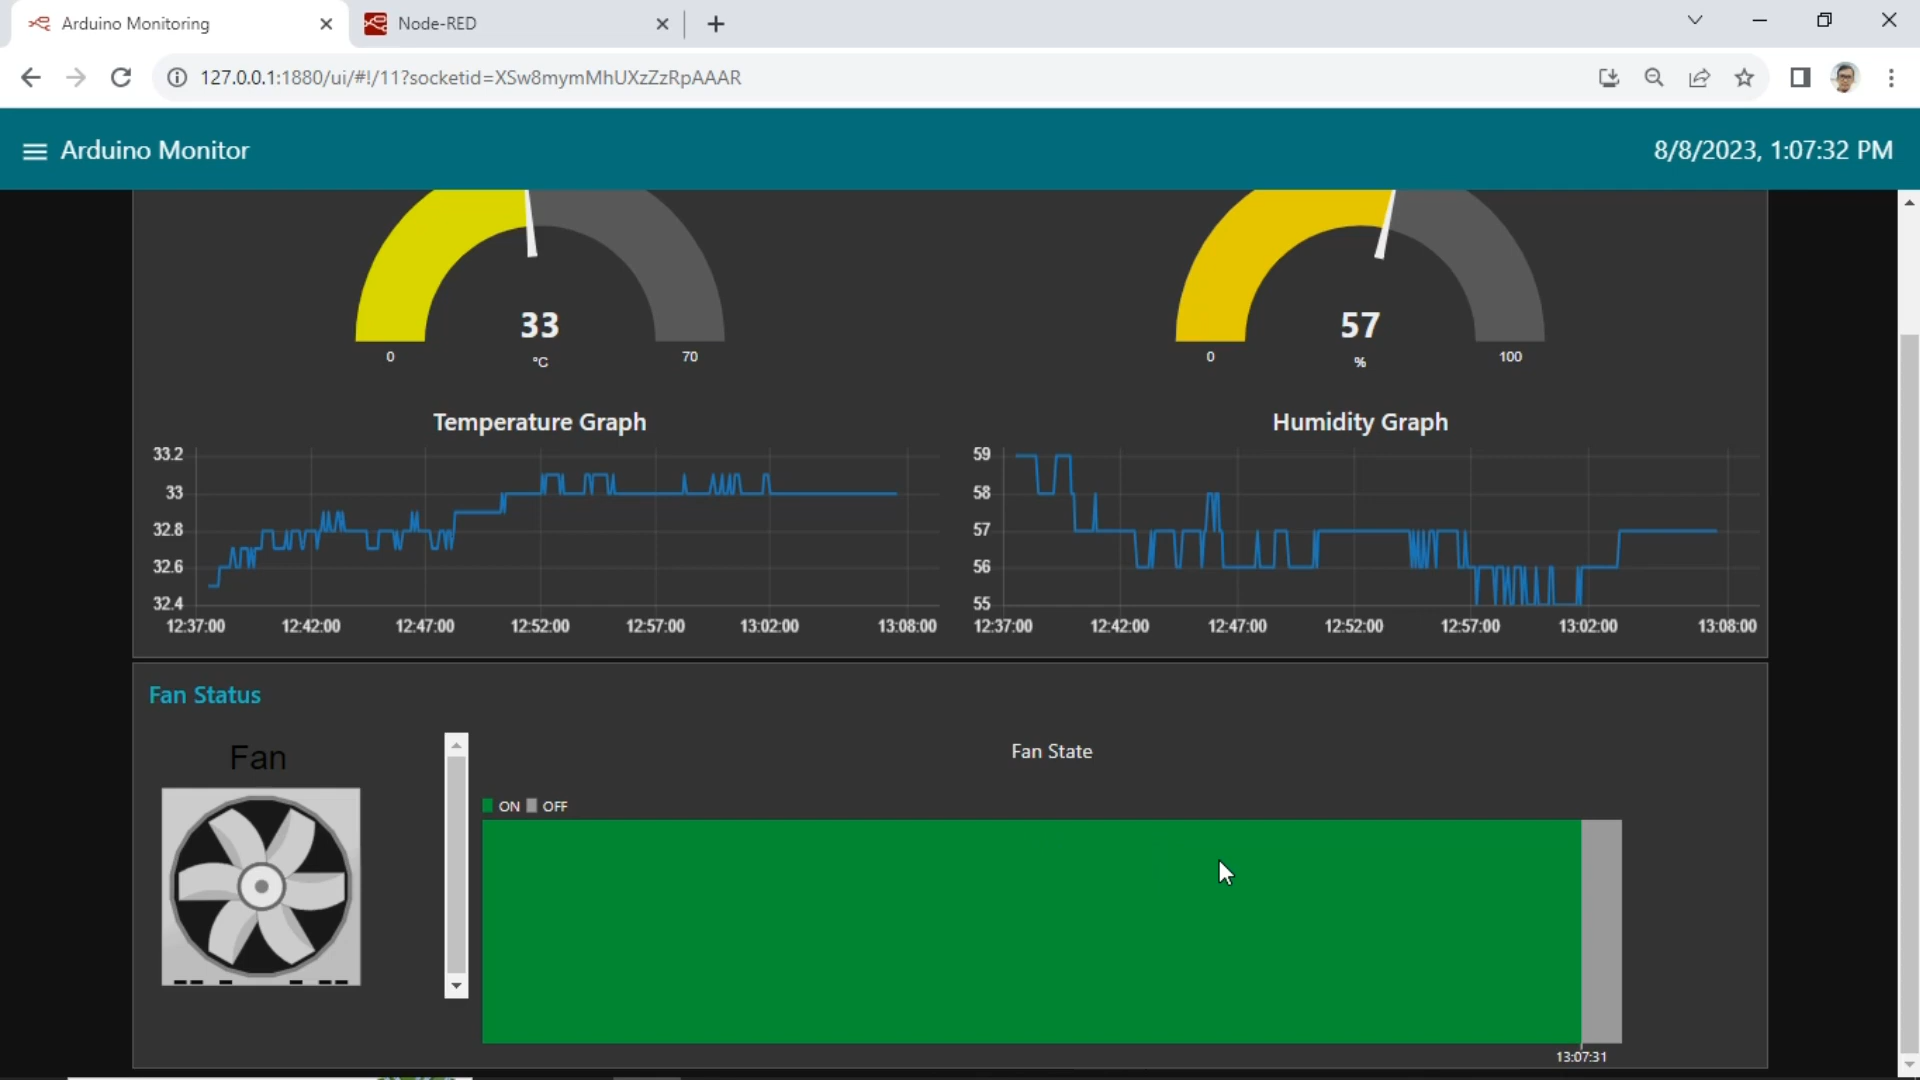 Arduino Monitoring
Node-RED
127.0.0.1:1880/ui/#!/11?socketid=XSw8mymMhUXzZzRpAAAR
Arduino Monitor
8/8/2023, 1:07:32 PM
33
0
°C
70
57
0
%
100
Temperature Graph
33.2
33
32.8
32.6
32.4
12:37:00 12:42:00 12:47:00 12:52:00 12:57:00 13:02:00 13:08:00
Humidity Graph
59
58
57
56
55
12:37:00 12:42:00 12:47:00 12:52:00 12:57:00 13:02:00 13:08:00
Fan Status
Fan
Fan State
ON OFF
13:07:31